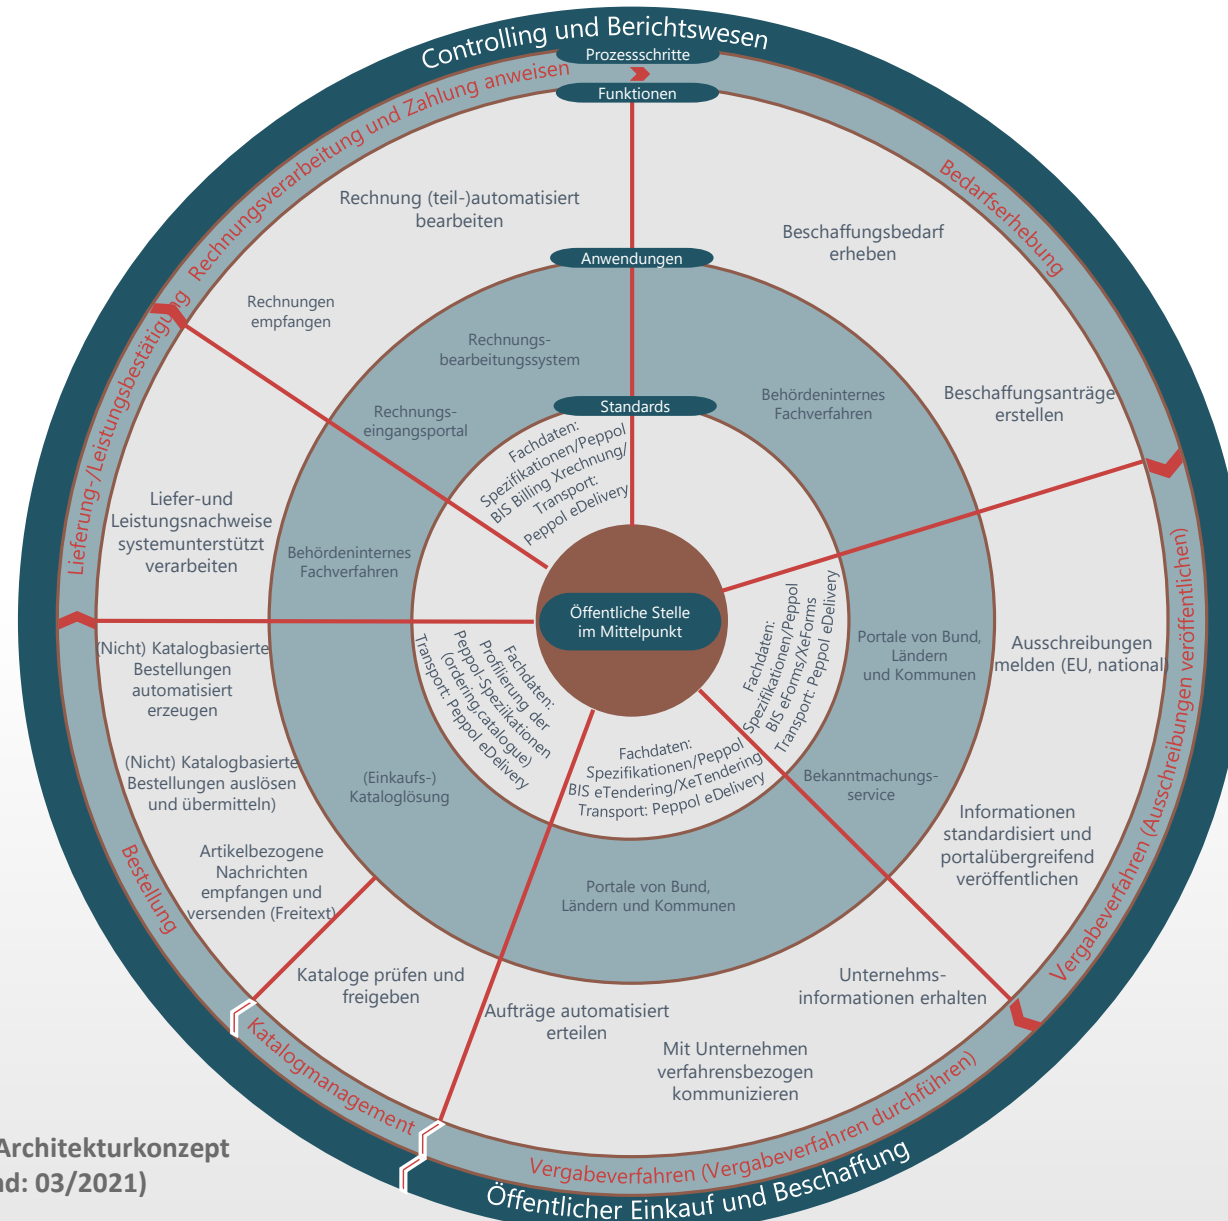 Controlling und Berichtswesen
Prozessschritte
Rechnungsverarbeitung und Zahlung anweisen
Funktionen
Bedarfserhebung
Rechnung (teil-)automatisiert
bearbeiten
Beschaffungsbedarf
erheben
Anwendungen
Rechnungen
empfangen
Rechnungs-
bearbeitungssystem
Behördeninternes
Fachverfahren
Beschaffungsanträge
erstellen
Standards
Rechnungs-
eingangsportal
Fachdaten:
Spezifikationen/Peppol
BIS Billing Xrechnung/
Transport:
Peppol eDelivery
Lieferung-/Leistungsbestätigung
Liefer-und
Leistungsnachweise
systemunterstützt
verarbeiten
Behördeninternes
Fachverfahren
Öffentliche Stelle
im Mittelpunkt
Fachdaten:
Spezifikationen/Peppol
BIS eForms/XeForms
Transport: Peppol eDelivery
Portale von Bund,
Ländern
und Kommunen
Ausschreibungen
melden (EU, national)
Vergabeverfahren (Ausschreibungen veröffentlichen)
(Nicht) Katalogbasierte
Bestellungen
automatisiert
erzeugen
Fachdaten:
Profilierung der
Peppol-Speziikationen
(ordering,catalogue)
Transport: Peppol eDelivery
(Nicht) Katalogbasierte
Bestellungen auslösen
und übermitteln)
(Einkaufs-)
Kataloglösung
Fachdaten:
Spezifikationen/Peppol
BIS eTendering/XeTendering
Transport: Peppol eDelivery
Bekanntmachungs-
service
Informationen
standardisiert und
portalübergreifend
veröffentlichen
Bestellung
Artikelbezogene
Nachrichten
empfangen und
versenden (Freitext)
Portale von Bund,
Ländern und Kommunen
Kataloge prüfen und
freigeben
Unternehms-
informationen erhalten
Aufträge automatisiert
erteilen
Mit Unternehmen
verfahrensbezogen
kommunizieren
Katalogmanagement
Vergabeverfahren (Vergabeverfahren durchführen)
Öffentlicher Einkauf und Beschaffung
Architekturkonzept
nd: 03/2021)